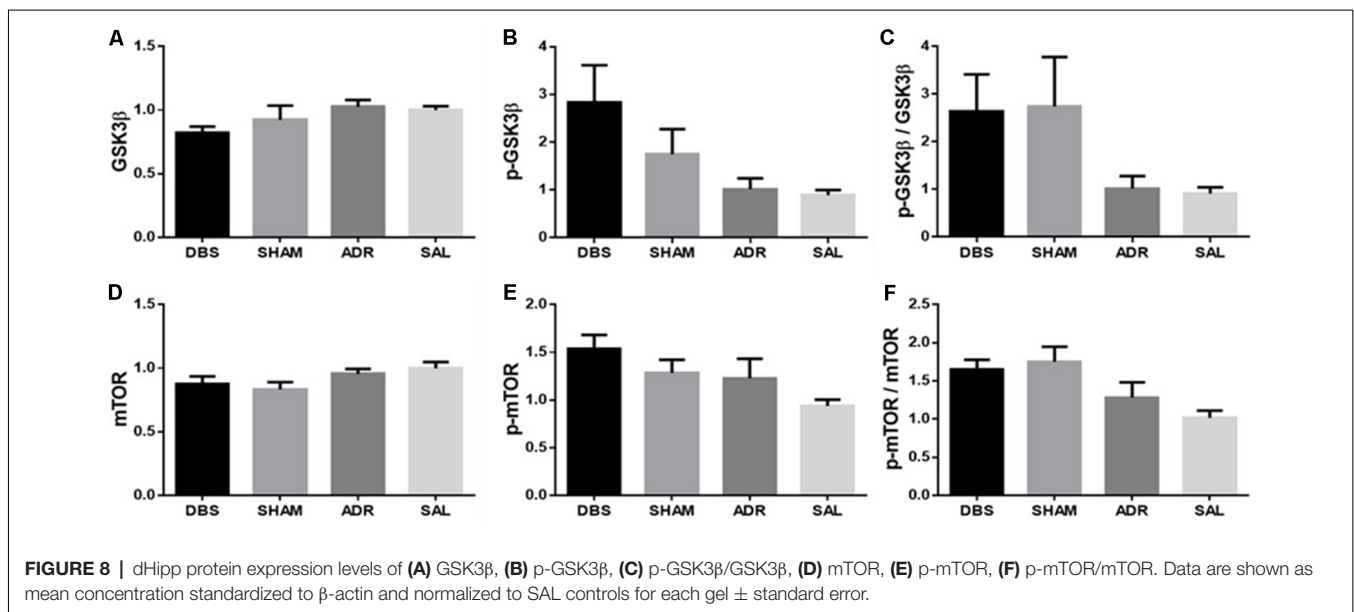 A
GSK3β
1.5
1.0
0.5
0.0
DBS SHAM ADR SAL
B
p-GSK3β
4
3
2
1
0
DBS SHAM ADR SAL
C
p-GSK3β / GSK3β
4
3
2
1
0
DBS SHAM ADR SAL
D
mTOR
1.5
1.0
0.5
0.0
DBS SHAM ADR SAL
E
p-mTOR
2.0
1.5
1.0
0.5
0.0
DBS SHAM ADR SAL
F
p-mTOR / mTOR
2.5
2.0
1.5
1.0
0.5
0.0
DBS SHAM ADR SAL
FIGURE 8 | dHipp protein expression levels of (A) GSK3β, (B) p-GSK3β, (C) p-GSK3β/GSK3β, (D) mTOR, (E) p-mTOR, (F) p-mTOR/mTOR. Data are shown as
mean concentration standardized to β-actin and normalized to SAL controls for each gel ± standard error.